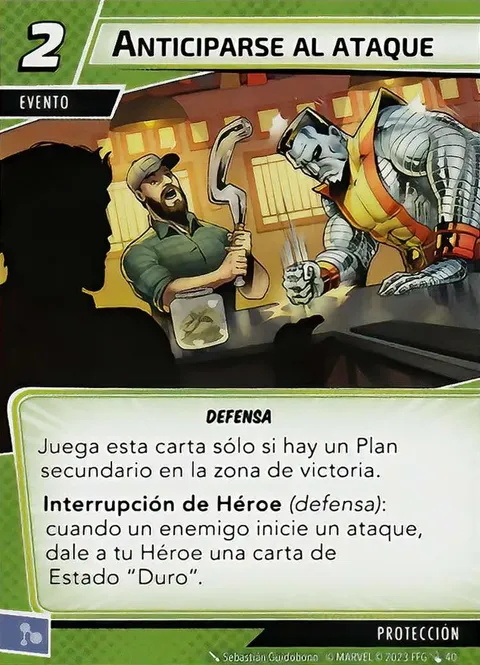 2
ANTICIPARSE AL ATAQUE
EVENTO
DEFENSA
Juega esta carta sólo si hay un Plan
secundario en la zona de victoria.
Interrupción de Héroe (defensa):
cuando un enemigo inicie un ataque,
dale a tu Héroe una carta de
Estado “Duro”.
PROTECCIÓN
Sebastián Guidobono © MARVEL © 2023 FFG 40